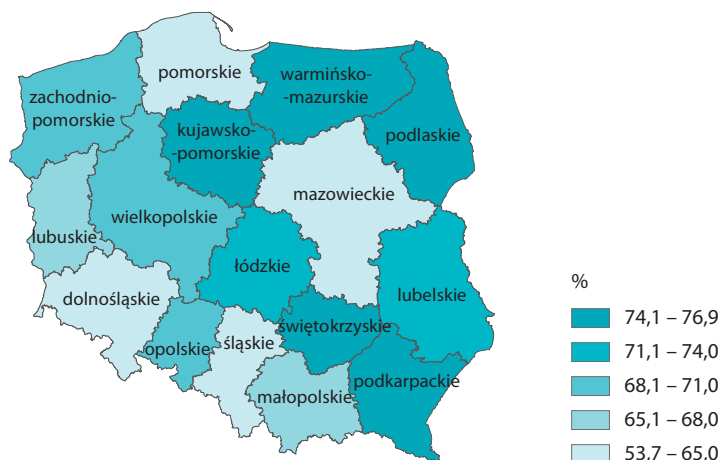 pomorskie
warmińsko-
-mazurskie
zachodnio-
pomorskie
kujawsko-
-pomorskie
podlaskie
mazowieckie
wielkopolskie
lubuskie
łódzkie
dolnośląskie
lubelskie
świętokrzyskie
śląskie
opolskie
podkarpackie
małopolskie
%
74,1 – 76,9
71,1 – 74,0
68,1 – 71,0
65,1 – 68,0
53,7 – 65,0